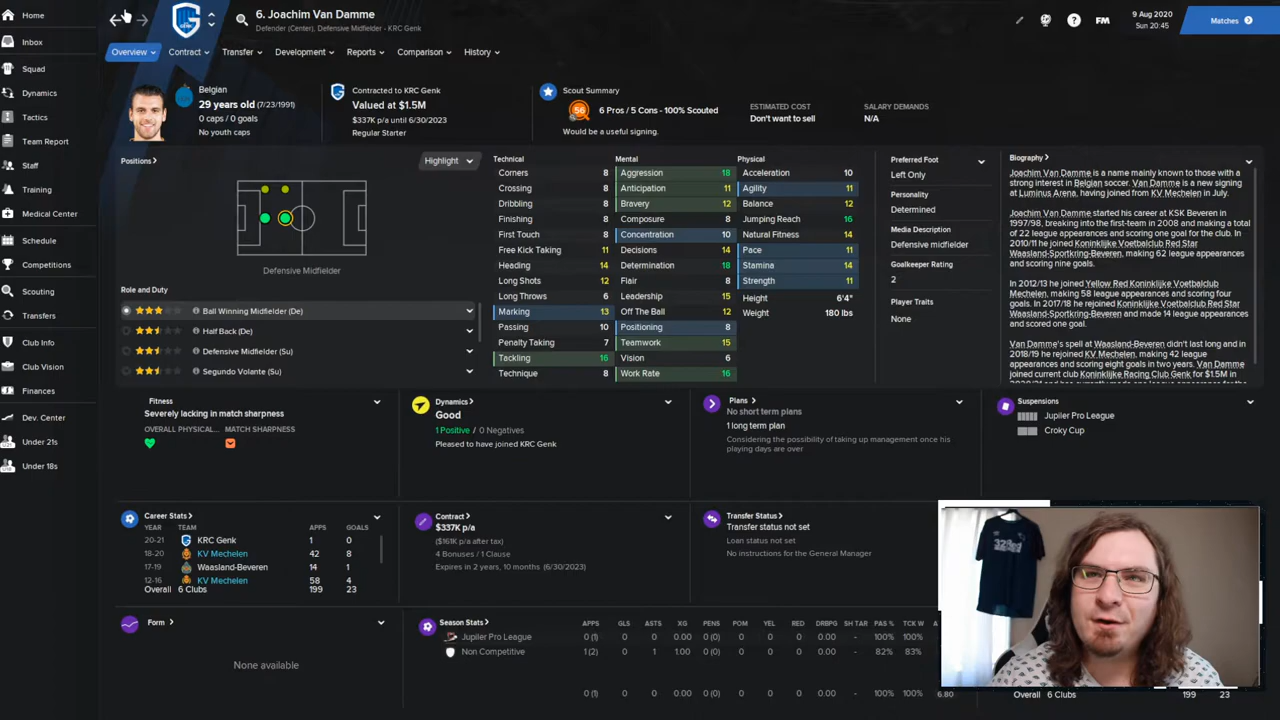 Home
Inbox
Squad
Dynamics
Tactics
Team Report
Staff
Training
Medical Center
Schedule
Competitions
Scouting
Transfers
Club Info
Club Vision
Finances
Dev. Center
Under 21s
Under 18s
6. Joachim Van Damme
Defender (Center), Defensive Midfielder - KRC Genk
FM
9 Aug 2020
Sun 20:45
Matches
Overview
Contract
Transfer
Development
Reports
Comparison
History
Belgian
29 years old (7/23/1991)
0 caps / 0 goals
No youth caps
Contracted to KRC Genk
Valued at $1.5M
$337K p/a until 6/30/2023
Regular Starter
Scout Summary
56
6 Pros / 5 Cons - 100% Scouted
Would be a useful signing.
ESTIMATED COST
Don't want to sell
SALARY DEMANDS
N/A
Positions
Highlight
Defensive Midfielder
Role and Duty
Ball Winning Midfielder (De)
Half Back (De)
Defensive Midfielder (Su)
Segundo Volante (Su)
Technical
Corners 8
Crossing 8
Dribbling 8
Finishing 8
First Touch 8
Free Kick Taking 11
Heading 14
Long Shots 12
Long Throws 6
Marking 13
Passing 10
Penalty Taking 7
Tackling 16
Technique 8
Mental
Aggression 18
Anticipation 11
Bravery 12
Composure 8
Concentration 10
Decisions 14
Determination 18
Flair 8
Leadership 15
Off The Ball 12
Positioning 8
Teamwork 15
Vision 6
Work Rate 16
Physical
Acceleration 10
Agility 11
Balance 12
Jumping Reach 16
Natural Fitness 14
Pace 11
Stamina 14
Strength 11
Height 6'4"
Weight 180 lbs
Preferred Foot
Left Only
Personality
Determined
Media Description
Defensive midfielder
Goalkeeper Rating
2
Player Traits
None
Biography
Joachim Van Damme is a name mainly known to those with a
strong interest in Belgian soccer. Van Damme is a new signing
at Luminus Arena, having joined from KV Mechelen in July.
Joachim Van Damme started his career at KSK Beveren in
1997/98, breaking into the first-team in 2008 and making a total
of 22 league appearances and scoring one goal for the club. In
2010/11 he joined Koninklijke Voetbalclub Red Star
Waasland-Sportkring-Beveren, making 62 league appearances
and scoring nine goals.
In 2012/13 he joined Yellow Red Koninklijke Voetbalclub
Mechelen, making 58 league appearances and scoring four
goals. In 2017/18 he rejoined Koninklijke Voetbalclub Red Star
Waasland-Sportkring-Beveren and made 14 league appearances
and scored one goal.
Van Damme's spell at Waasland-Beveren didn't last long and in
2018/19 he rejoined KV Mechelen, making 42 league
appearances and scoring eight goals in two years. Van Damme
joined current club Koninklijke Racing Club Genk for $1.5M in
Fitness
Severely lacking in match sharpness
OVERALL PHYSICAL... MATCH SHARPNESS
Dynamics
Good
1 Positive / 0 Negatives
Pleased to have joined KRC Genk
Plans
No short term plans
1 long term plan
Considering the possibility of taking up management once his
playing days are over
Suspensions
Jupiler Pro League
Croky Cup
Career Stats
YEAR TEAM APPS GOALS
20-21 KRC Genk 1 0
18-20 KV Mechelen 42 8
17-19 Waasland-Beveren 14 1
12-16 KV Mechelen 58 4
Overall 6 Clubs 199 23
Contract
$337K p/a
($161K p/a after tax)
4 Bonuses / 1 Clause
Expires in 2 years, 10 months (6/30/2023)
Transfer Status
Transfer status not set
Loan status not set
No instructions for the General Manager
Form
None available
Season Stats
APPS GLS ASTS XG PENS POM YEL RED DRBPG SH TAR PAS % TCK W
Jupiler Pro League 0 (1) 0 0 0.00 0 (0) 0 0 0 0.00 - 100% 100%
Non Competitive 1 (2) 0 1 1.00 0 (0) 0 0 0 0.00 - 82% 83%
0 (1) 0 0 0.00 0 (0) 0 0 0 0.00 - 100% 100% 6.80
Overall 6 Clubs 199 23